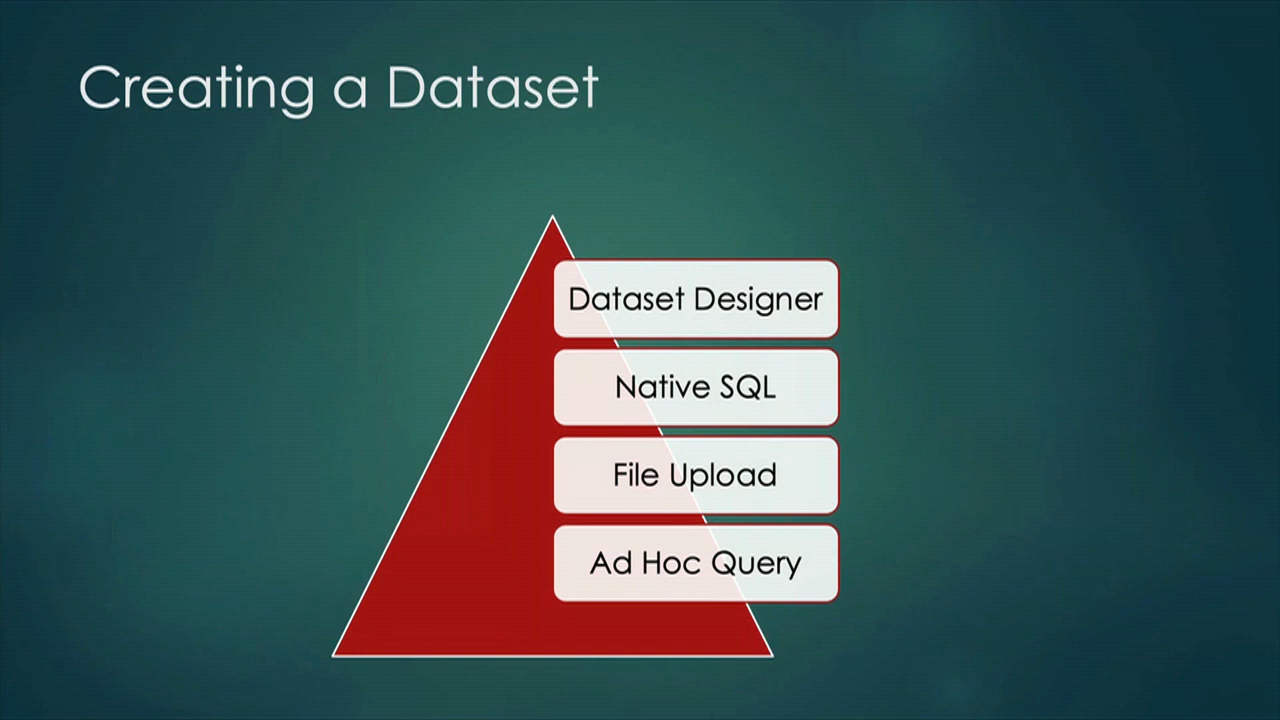 Creating a Dataset
Dataset Designer
Native SQL
File Upload
Ad Hoc Query